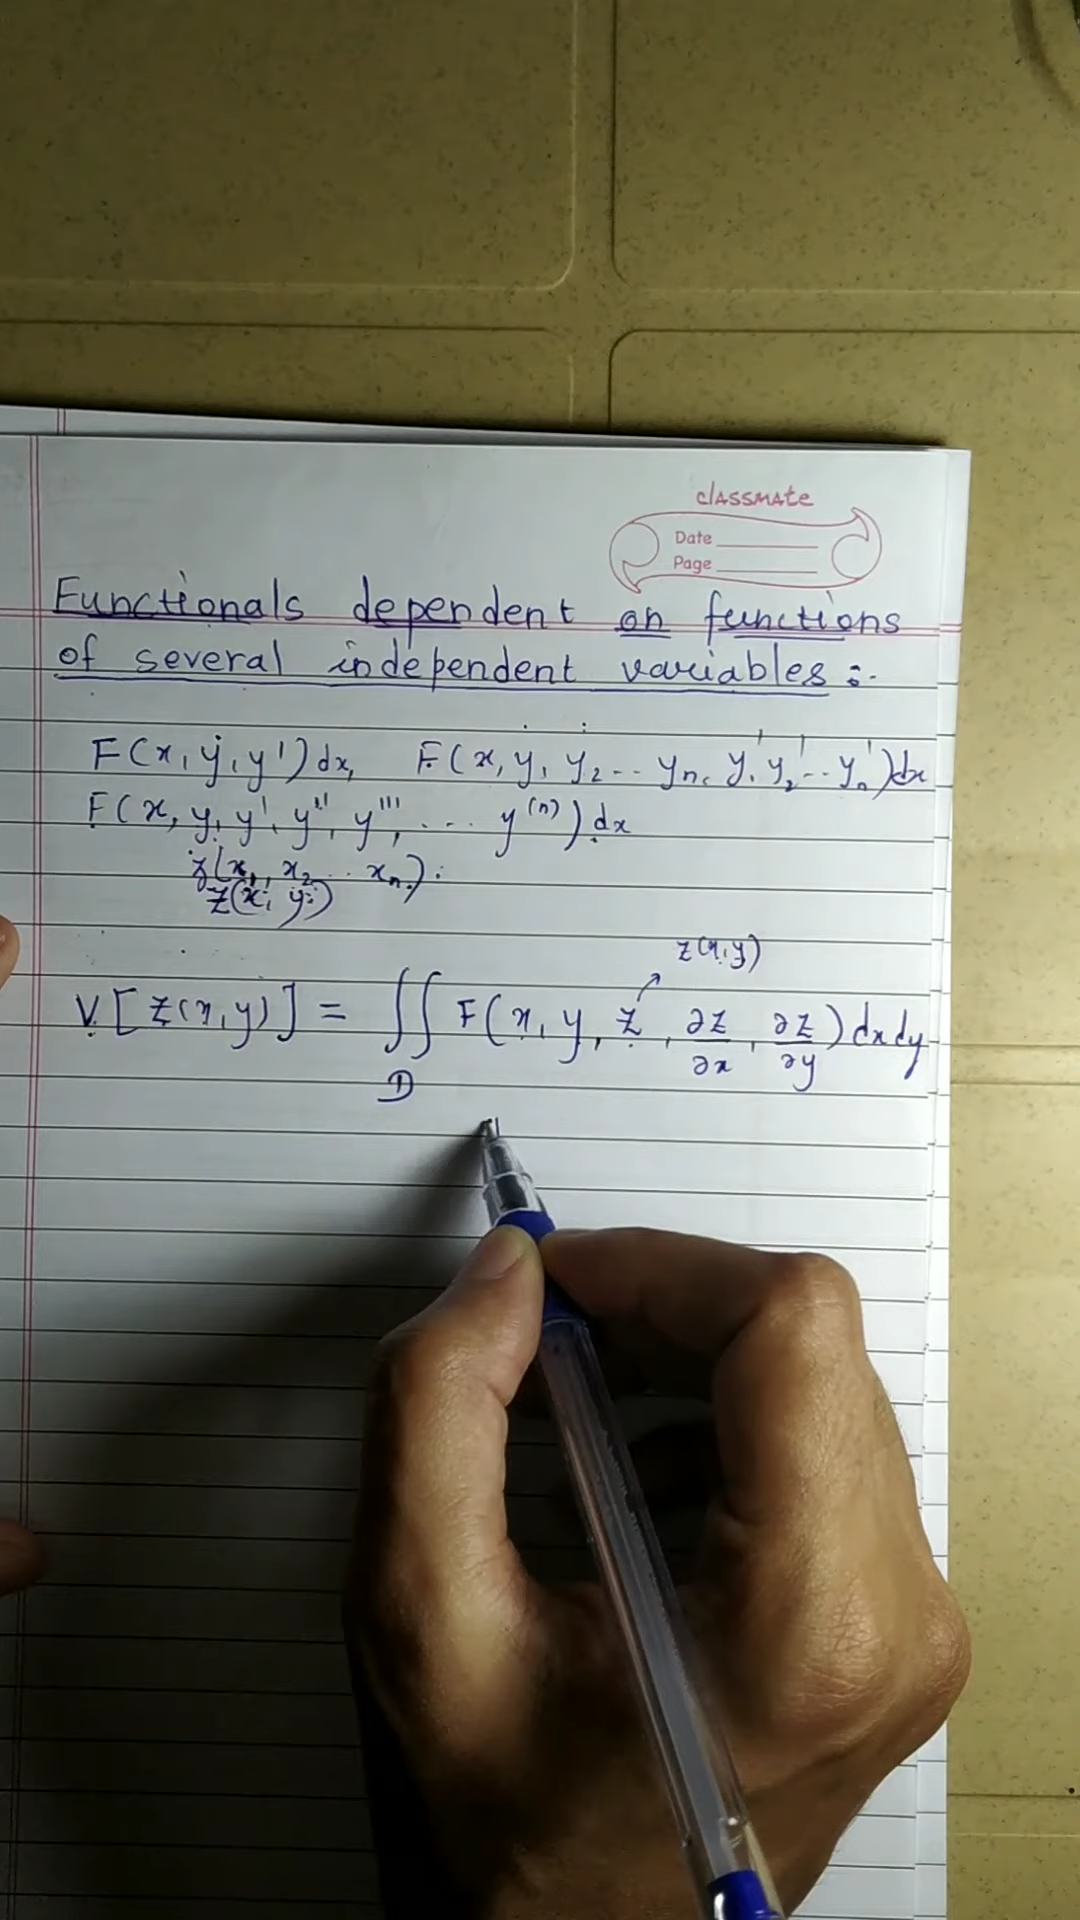 classmate
Date
Page
Functionals dependent on functions
of several independent variables :-
F(x, y, y') dx, F(x, y, y₂ -- yₙ, y₁' y₂' -- yₙ') dx
F(x, y, y', y'', y''', ... y⁽ⁿ⁾) dx
z(x₁, x₂ .. xₙ).
z(x, y)
z(x, y)
V[z(x,y)] = ∬ F(x, y, z, ∂z/∂x, ∂z/∂y) dx dy
D